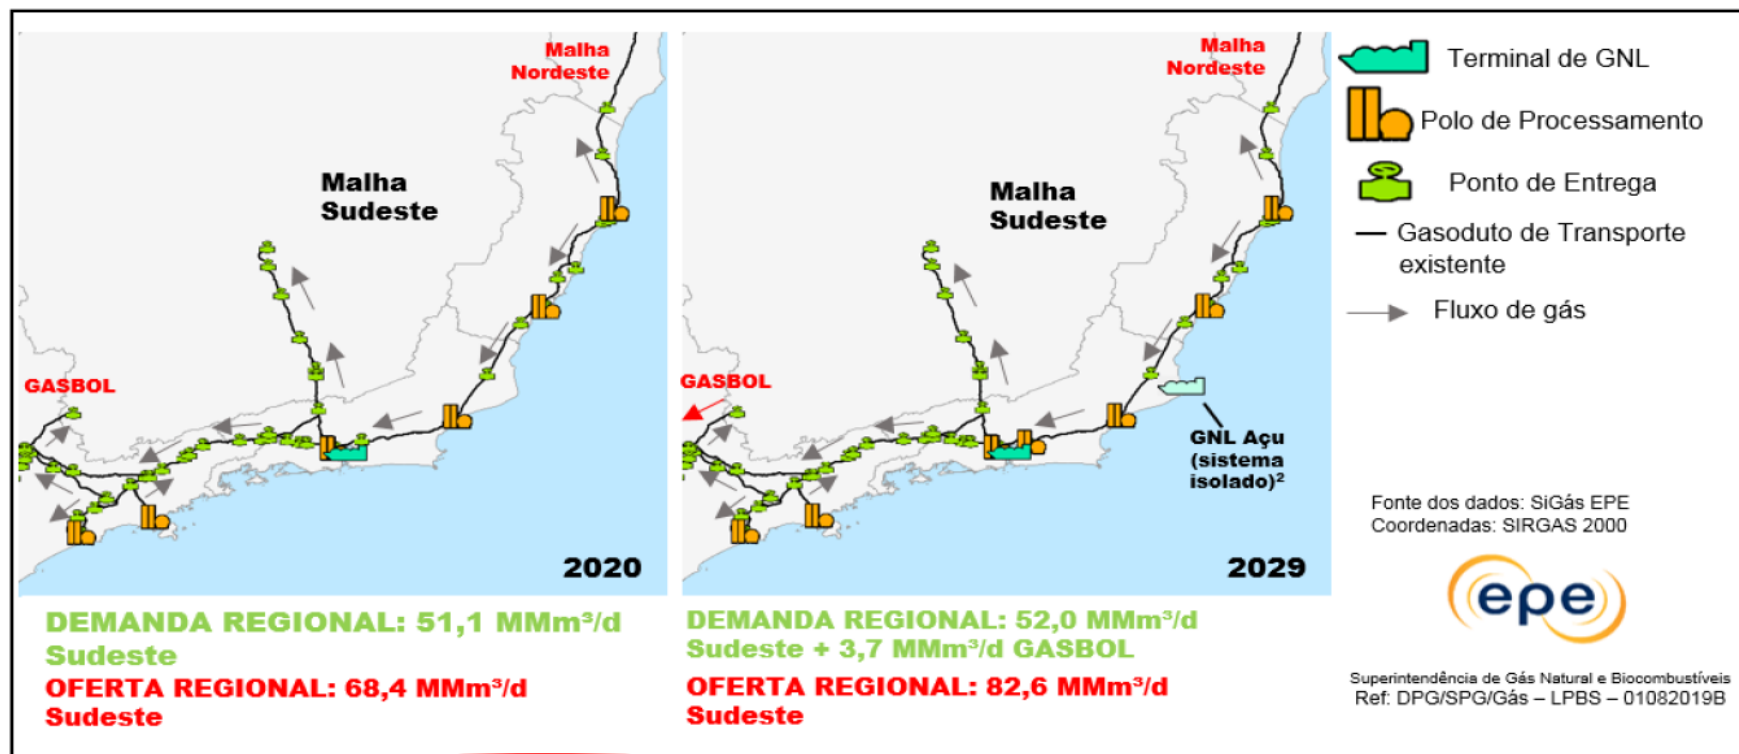 Malha
Nordeste
Malha
Sudeste
GASBOL
2020
DEMANDA REGIONAL: 51,1 MMm³/d
Sudeste
OFERTA REGIONAL: 68,4 MMm³/d
Sudeste
Malha
Nordeste
Malha
Sudeste
GASBOL
GNL Açu
(sistema
isolado)²
2029
DEMANDA REGIONAL: 52,0 MMm³/d
Sudeste + 3,7 MMm³/d GASBOL
OFERTA REGIONAL: 82,6 MMm³/d
Sudeste
Terminal de GNL
Polo de Processamento
Ponto de Entrega
Gasoduto de Transporte
existente
Fluxo de gás
Fonte dos dados: SiGás EPE
Coordenadas: SIRGAS 2000
epe
Superintendência de Gás Natural e Biocombustíveis
Ref: DPG/SPG/Gás – LPBS – 01082019B